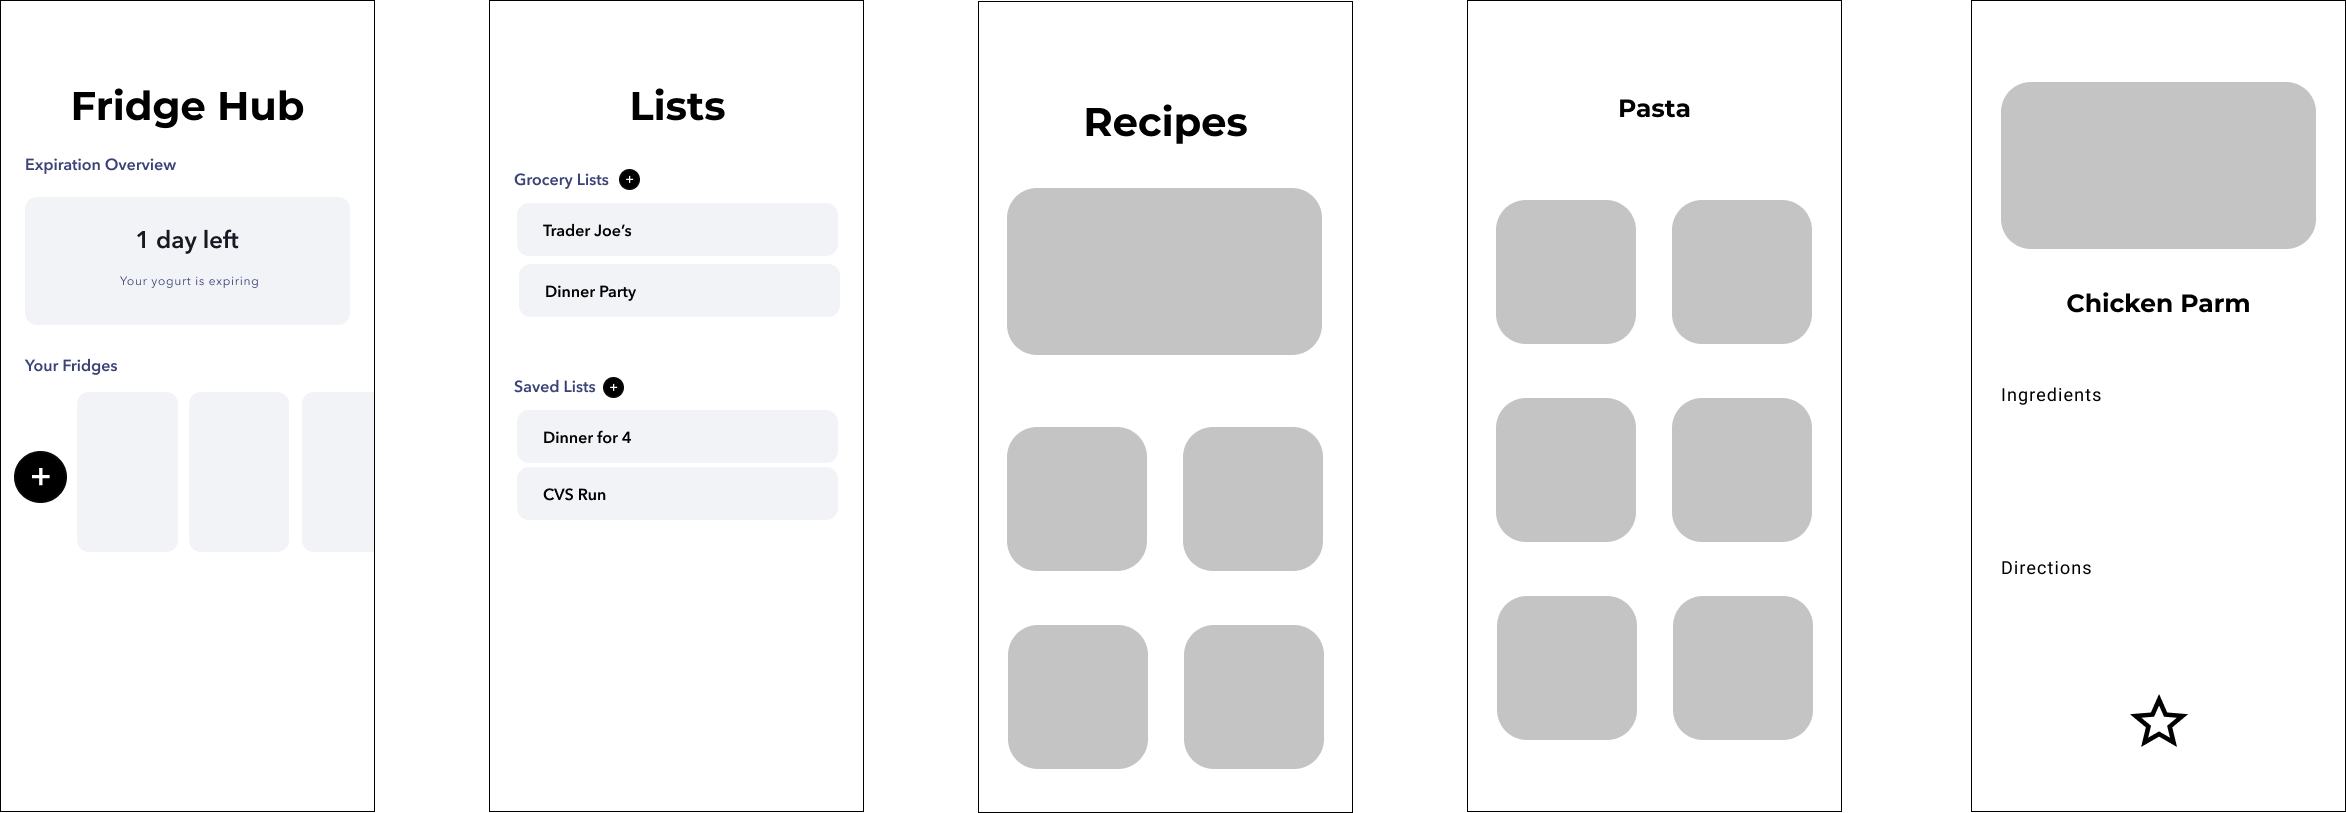 Fridge Hub
Expiration Overview
1 day left
Your yogurt is expiring
Your Fridges
+
Lists
Grocery Lists +
Trader Joe’s
Dinner Party
Saved Lists +
Dinner for 4
CVS Run
Recipes
Pasta
Chicken Parm
Ingredients
Directions